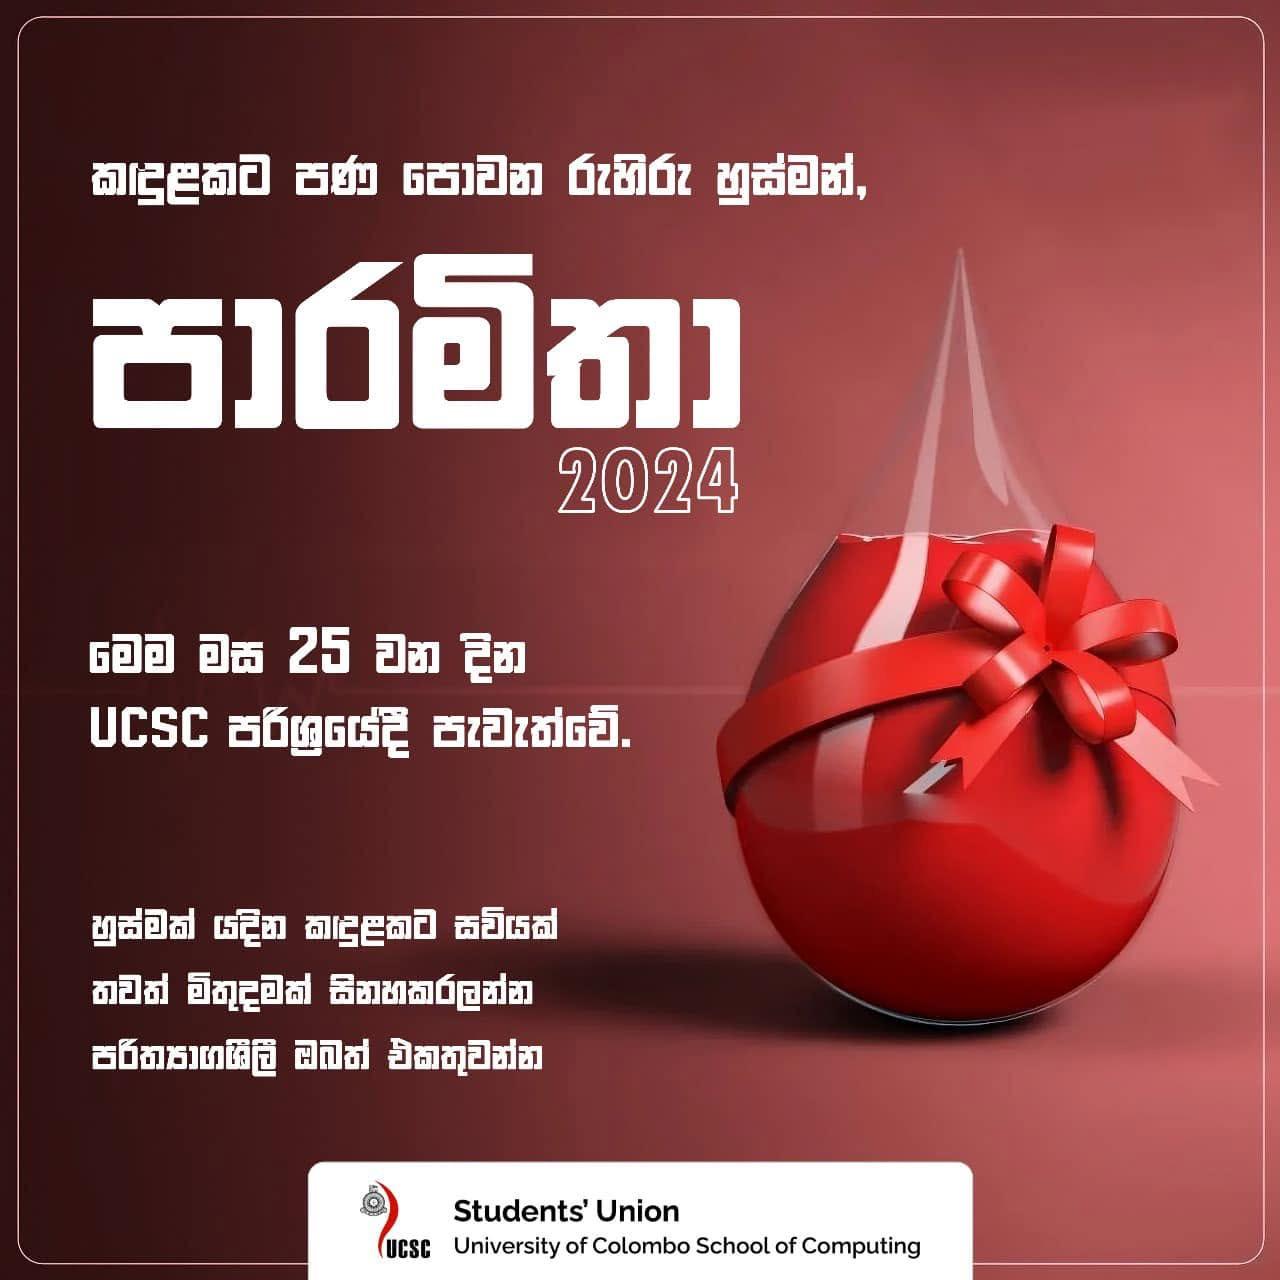 කඳුළකට පණ පොවන රුහිරු හුස්මන්,
පාරමිතා
2024
මෙම මස 25 වන දින
UCSC පරිශ්‍රයේදී පැවැත්වේ.
හුස්මක් යදින කඳුළකට සවියක්
තවත් මිතුදමක් සිනහකරලන්න
පරිත්‍යාගශීලී ඔබත් එකතුවන්න
UCSC
Students' Union
University of Colombo School of Computing